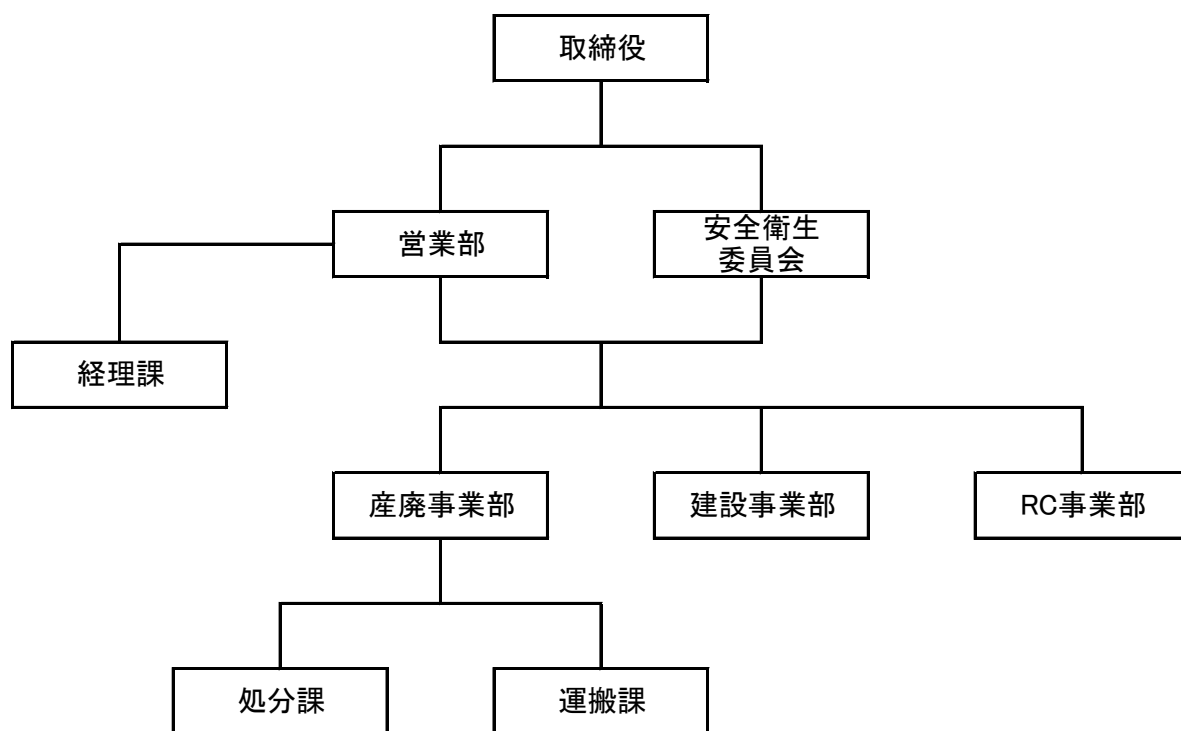 取締役
営業部
安全衛生
委員会
経理課
産廃事業部
建設事業部
RC事業部
処分課
運搬課